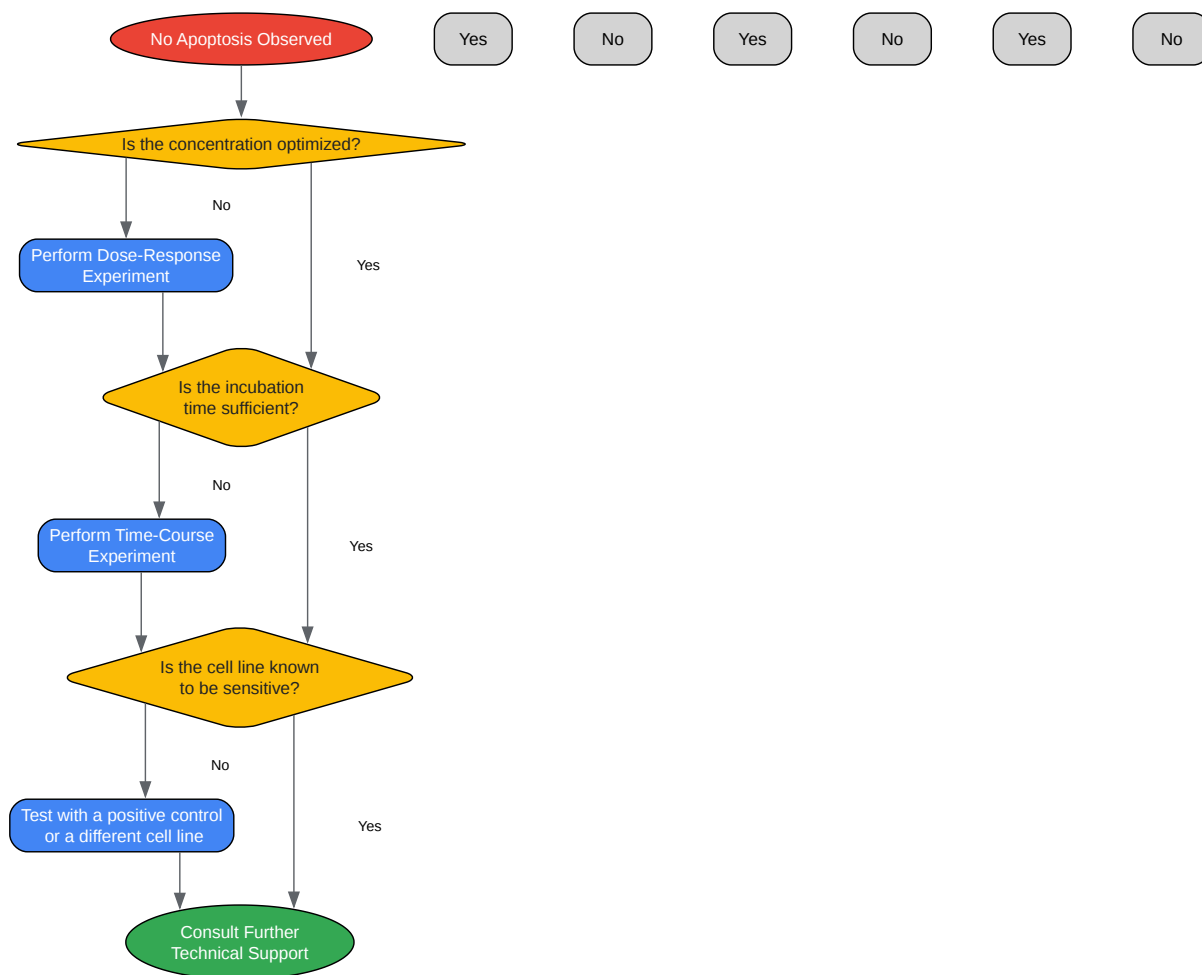 No Apoptosis Observed
Yes
No
Yes
No
Yes
No
Is the concentration optimized?
No
Perform Dose-Response
Experiment
Yes
Is the incubation
time sufficient?
No
Perform Time-Course
Experiment
Yes
Is the cell line known
to be sensitive?
No
Test with a positive control
or a different cell line
Yes
Consult Further
Technical Support